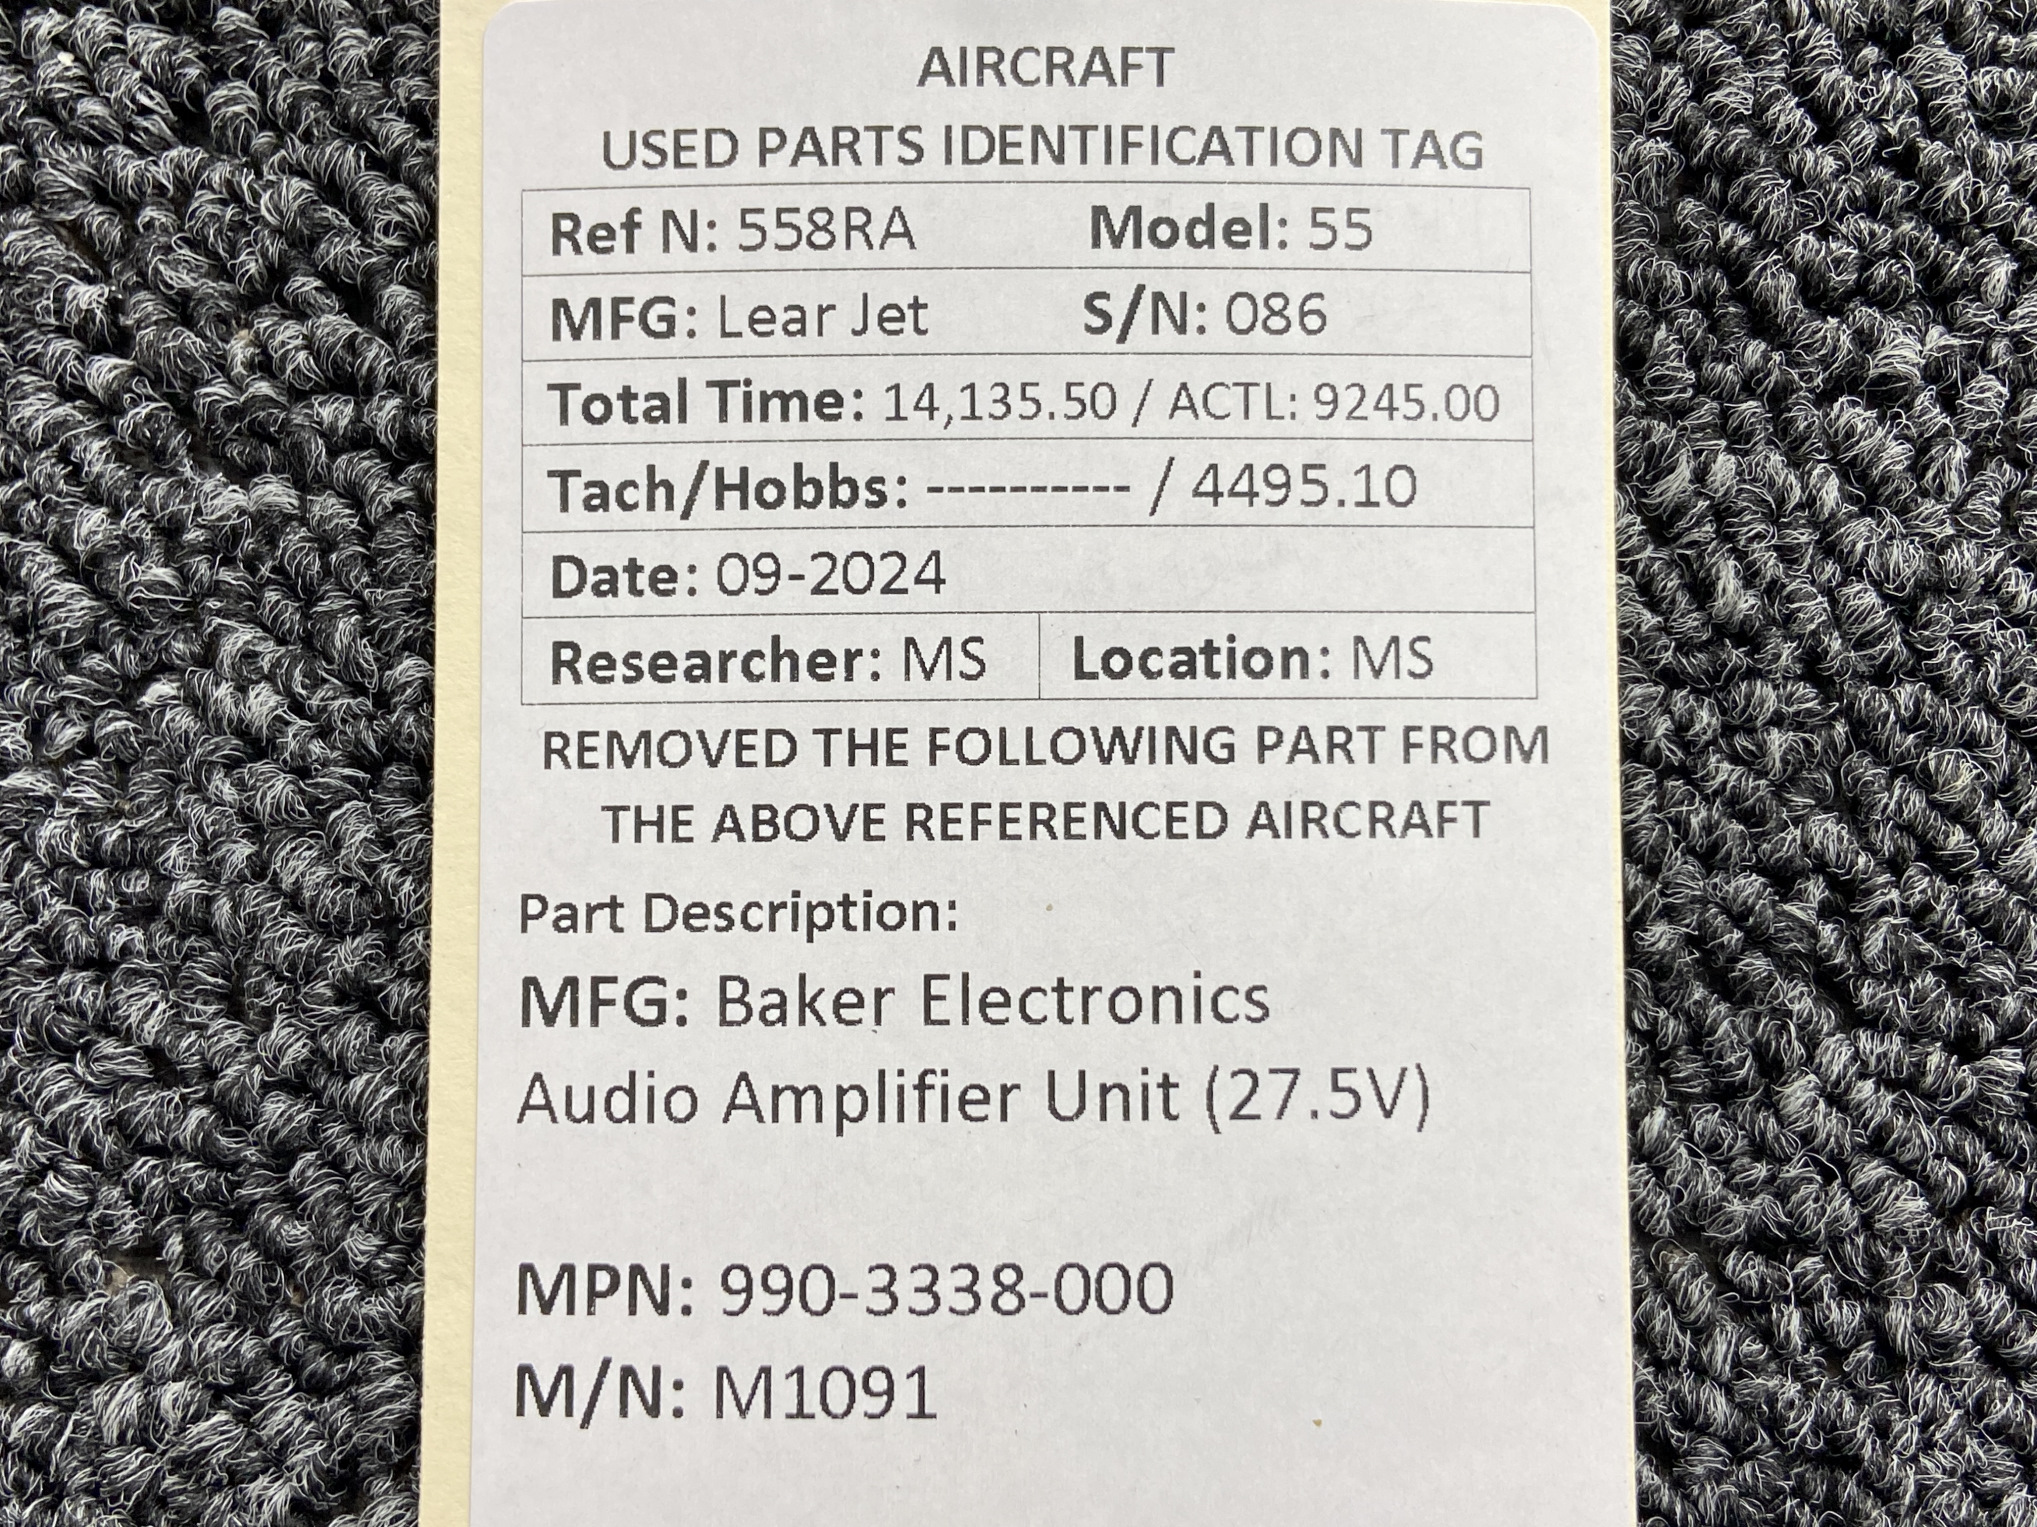 AIRCRAFT
USED PARTS IDENTIFICATION TAG
Ref N: 558RA Model: 55
MFG: Lear Jet S/N: 086
Total Time: 14,135.50 / ACTL: 9245.00
Tach/Hobbs: ---------- / 4495.10
Date: 09-2024
Researcher: MS Location: MS
REMOVED THE FOLLOWING PART FROM
THE ABOVE REFERENCED AIRCRAFT
Part Description:
MFG: Baker Electronics
Audio Amplifier Unit (27.5V)
MPN: 990-3338-000
M/N: M1091